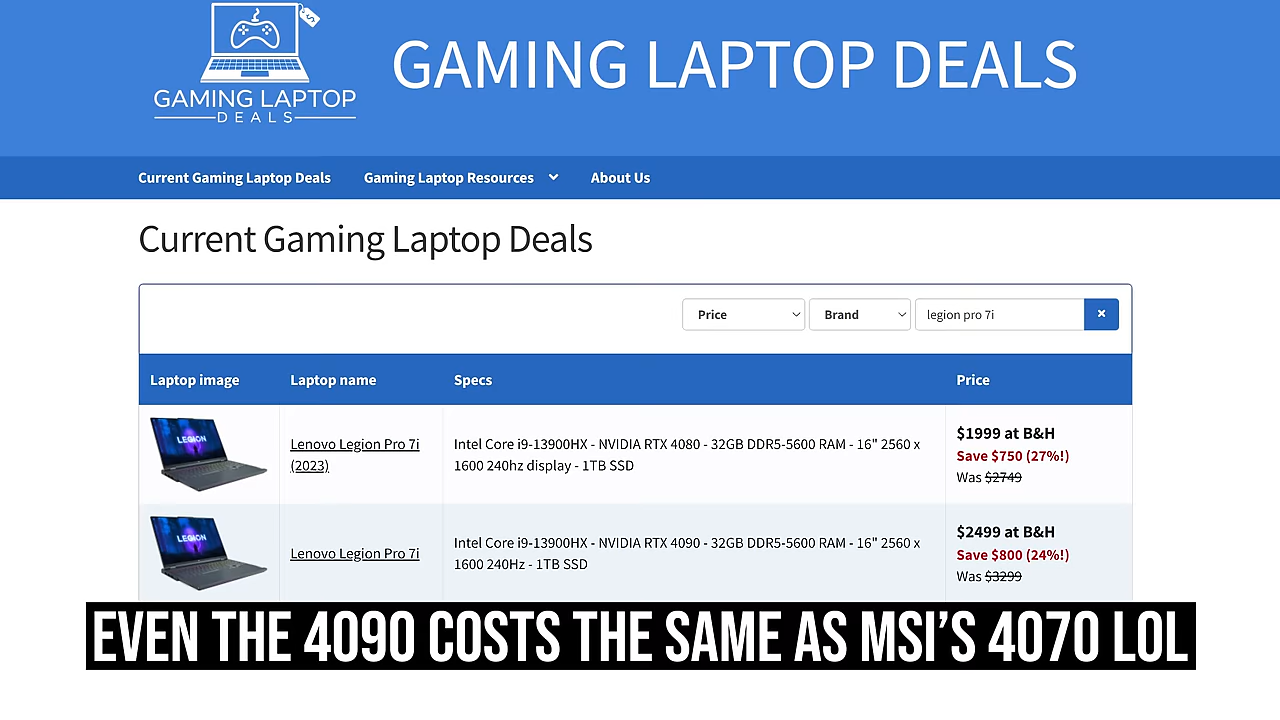 GAMING LAPTOP
DEALS
GAMING LAPTOP DEALS
Current Gaming Laptop Deals
Gaming Laptop Resources
About Us
Current Gaming Laptop Deals
Price
Brand
legion pro 7i
Laptop image
Laptop name
Specs
Price
LEGION
Lenovo Legion Pro 7i
(2023)
Intel Core i9-13900HX - NVIDIA RTX 4080 - 32GB DDR5-5600 RAM - 16" 2560 x
1600 240hz display - 1TB SSD
$1999 at B&H
Save $750 (27%!)
Was $2749
LEGION
Lenovo Legion Pro 7i
Intel Core i9-13900HX - NVIDIA RTX 4090 - 32GB DDR5-5600 RAM - 16" 2560 x
1600 240Hz - 1TB SSD
$2499 at B&H
Save $800 (24%!)
Was $3299
EVEN THE 4090 COSTS THE SAME AS MSI'S 4070 LOL